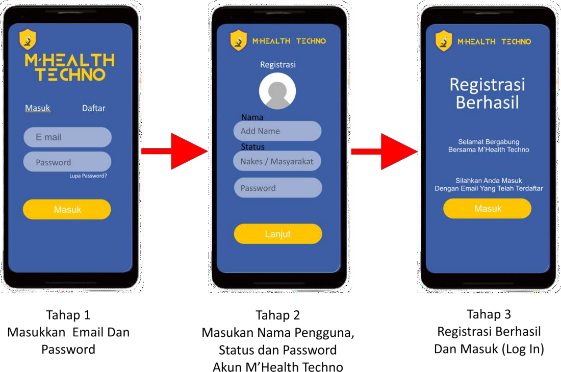 M·HEALTH
TECHNO
Masuk
Daftar
E mail
Password
Lupa Password?
Masuk
M·HEALTH TECHNO
Registrasi
Nama
Add Name
Status
Nakes / Masyarakat
Password
Lanjut
M·HEALTH TECHNO
Registrasi
Berhasil
Selamat Bergabung
Bersama M'Health Techno
Silahkan Anda Masuk
Dengan Email Yang Telah Terdaftar
Masuk
Tahap 1
Masukkan Email Dan
Password
Tahap 2
Masukan Nama Pengguna,
Status dan Password
Akun M'Health Techno
Tahap 3
Registrasi Berhasil
Dan Masuk (Log In)